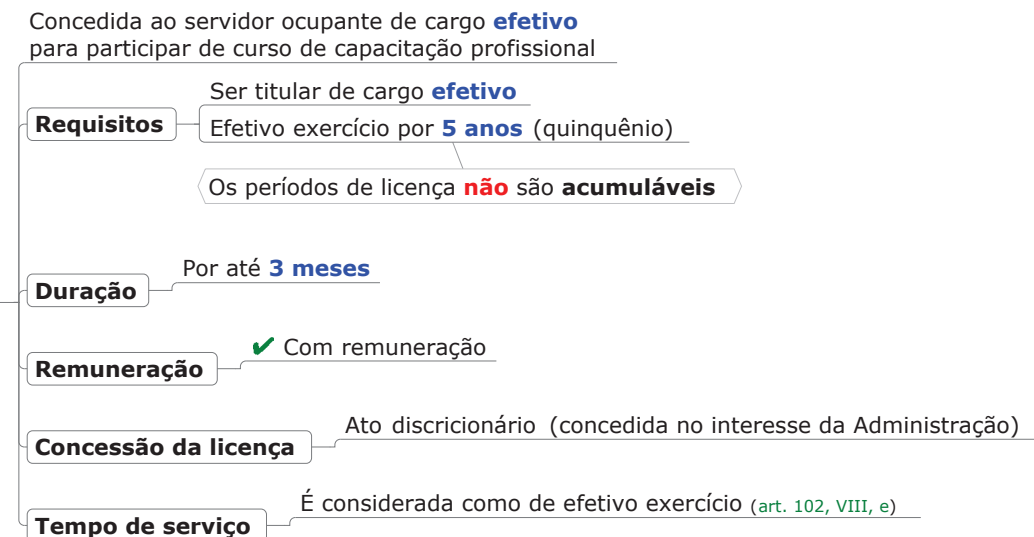 Concedida ao servidor ocupante de cargo efetivo
para participar de curso de capacitação profissional
Requisitos
Ser titular de cargo efetivo
Efetivo exercício por 5 anos (quinquênio)
Os períodos de licença não são acumuláveis
Duração
Por até 3 meses
Remuneração
✔ Com remuneração
Concessão da licença
Ato discricionário (concedida no interesse da Administração)
Tempo de serviço
É considerada como de efetivo exercício (art. 102, VIII, e)